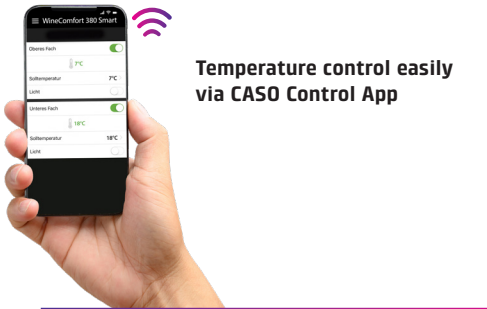 WineComfort 380 Smart
Oberes Fach
7°C
Solltemperatur 7°C
Licht
Unteres Fach
18°C
Solltemperatur 18°C
Licht
Temperature control easily
via CASO Control App